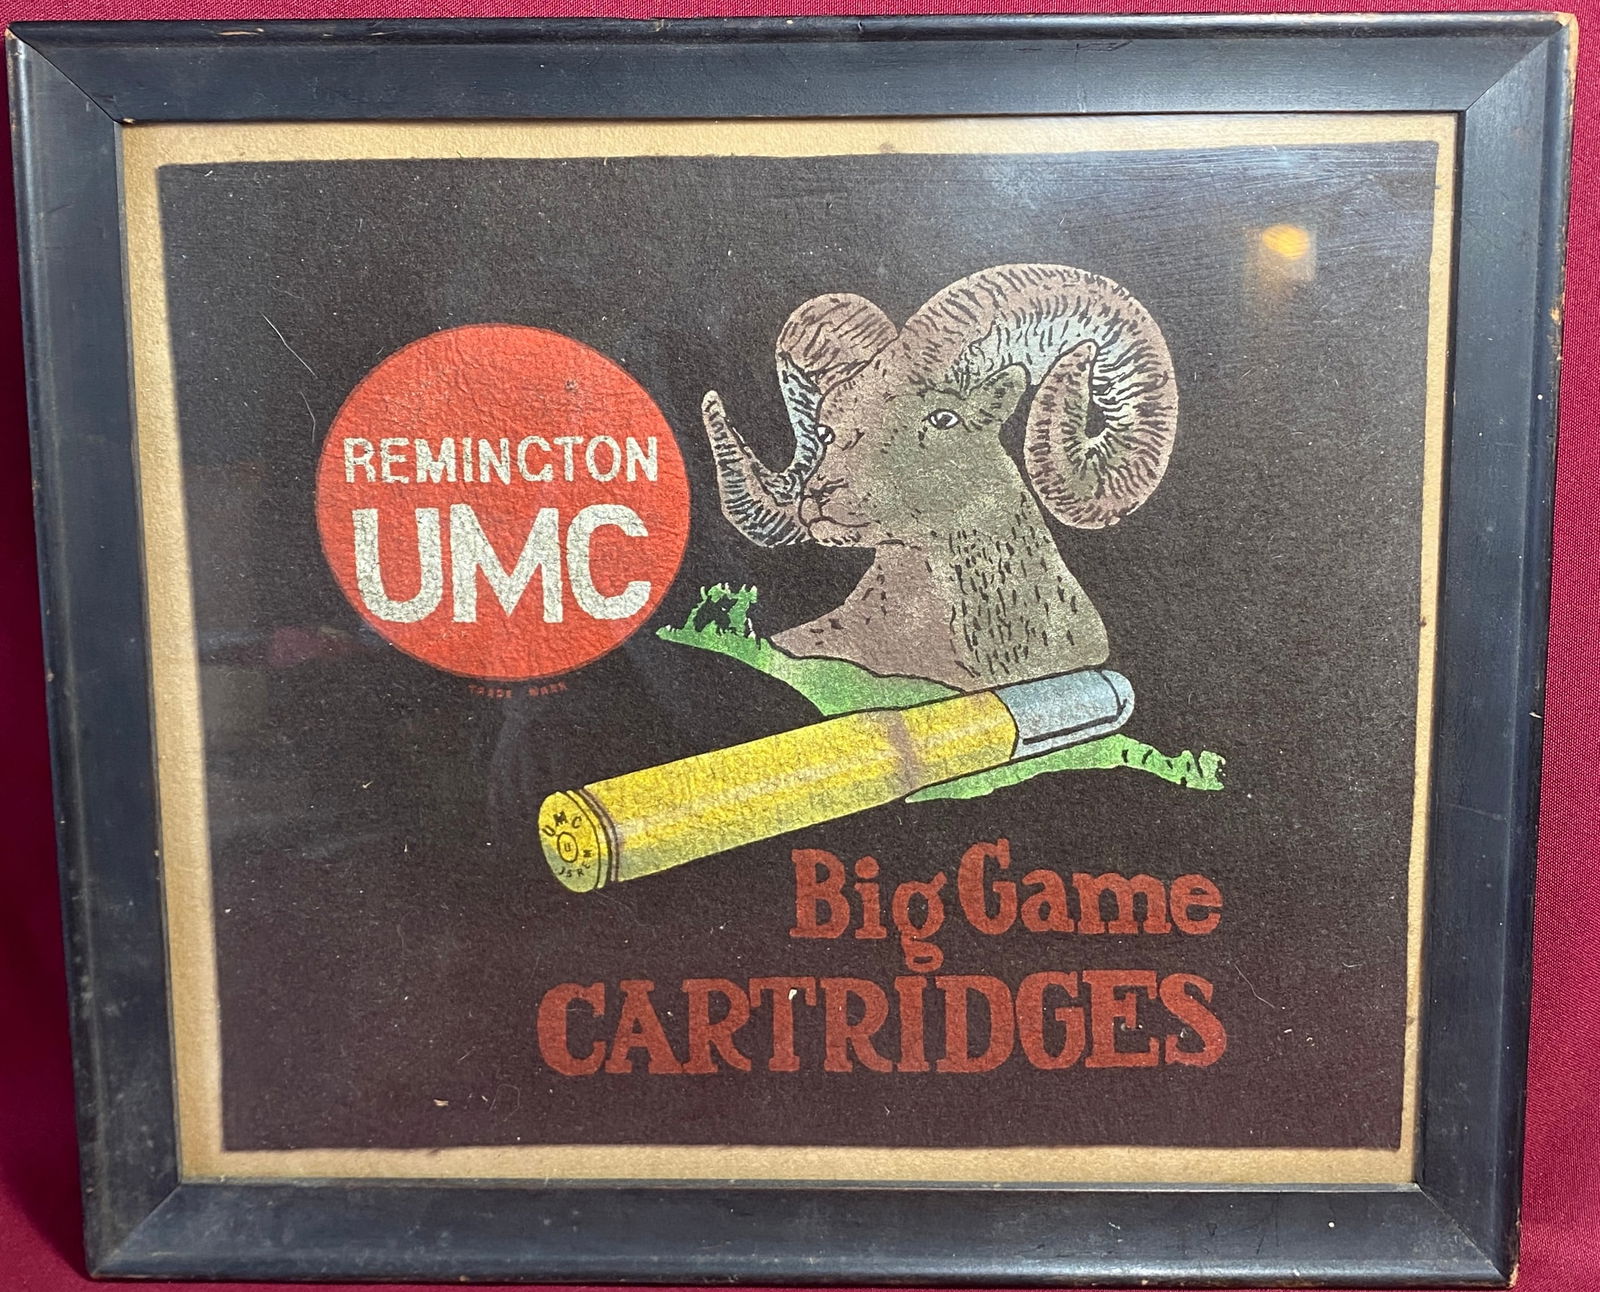 REMINGTON
UMC
TRADE MARK
UMC
U
Big Game
CARTRIDGES